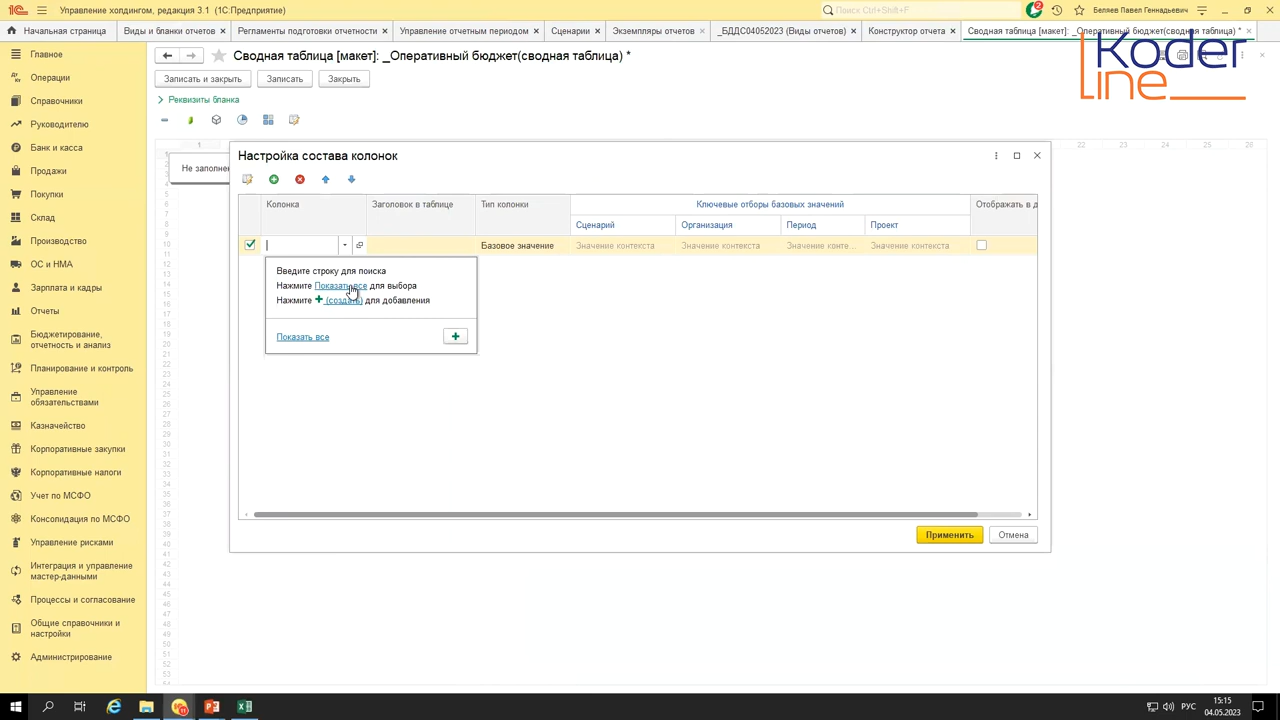 Управление холдингом, редакция 3.1 (1С:Предприятие)
Поиск Ctrl+Shift+F
Беляев Павел Геннадьевич
Начальная страница
Виды и бланки отчетов ×
Регламенты подготовки отчетности ×
Управление отчетным периодом ×
Сценарии ×
Экземпляры отчетов ×
_БДДС04052023 (Виды отчетов) ×
Конструктор отчета ×
Сводная таблица [макет]: _Оперативный бюджет(сводная таблица) * ×
Koder
line
Главное
Операции
Справочники
Руководителю
Банк и касса
Продажи
Покупки
Склад
Производство
ОС и НМА
Зарплата и кадры
Отчеты
Бюджетирование,
отчетность и анализ
Планирование и контроль
Управление
обязательствами
Казначейство
Корпоративные закупки
Корпоративные налоги
Учет по МСФО
Консолидация по МСФО
Управление рисками
Интеграция и управление
мастер-данными
Процессы и согласование
Общие справочники и
настройки
Администрирование
Сводная таблица [макет]: _Оперативный бюджет(сводная таблица) *
Записать и закрыть
Записать
Закрыть
Реквизиты бланка
1
22 23 24 25 26
Не заполнен
Настройка состава колонок
Колонка
Заголовок в таблице
Тип колонки
Ключевые отборы базовых значений
Отображать в д
Сценарий
Организация
Период
Проект
Базовое значение
Значение контекста
Значение контекста
Значение конте...
Значение контекста
Введите строку для поиска
Нажмите Показать все для выбора
Нажмите + (создать) для добавления
Показать все
Применить
Отмена
РУС
15:15
04.05.2023